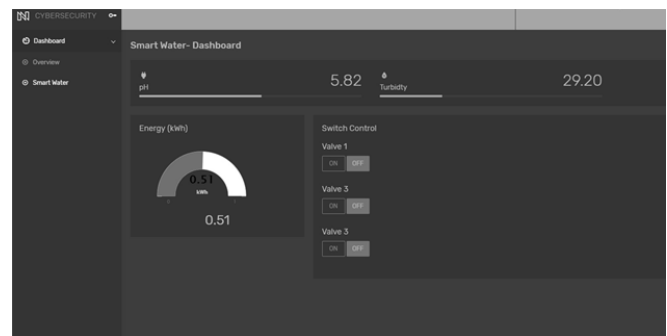 CYBERSECURITY
Dashboard
Overview
Smart Water
Smart Water- Dashboard
pH
5.82
Turbidty
29.20
Energy (kWh)
0.51
kWh
0.51
Switch Control
Valve 1
ON OFF
Valve 3
ON OFF
Valve 3
ON OFF